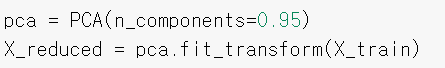 pca = PCA(n_components=0.95)
X_reduced = pca.fit_transform(X_train)